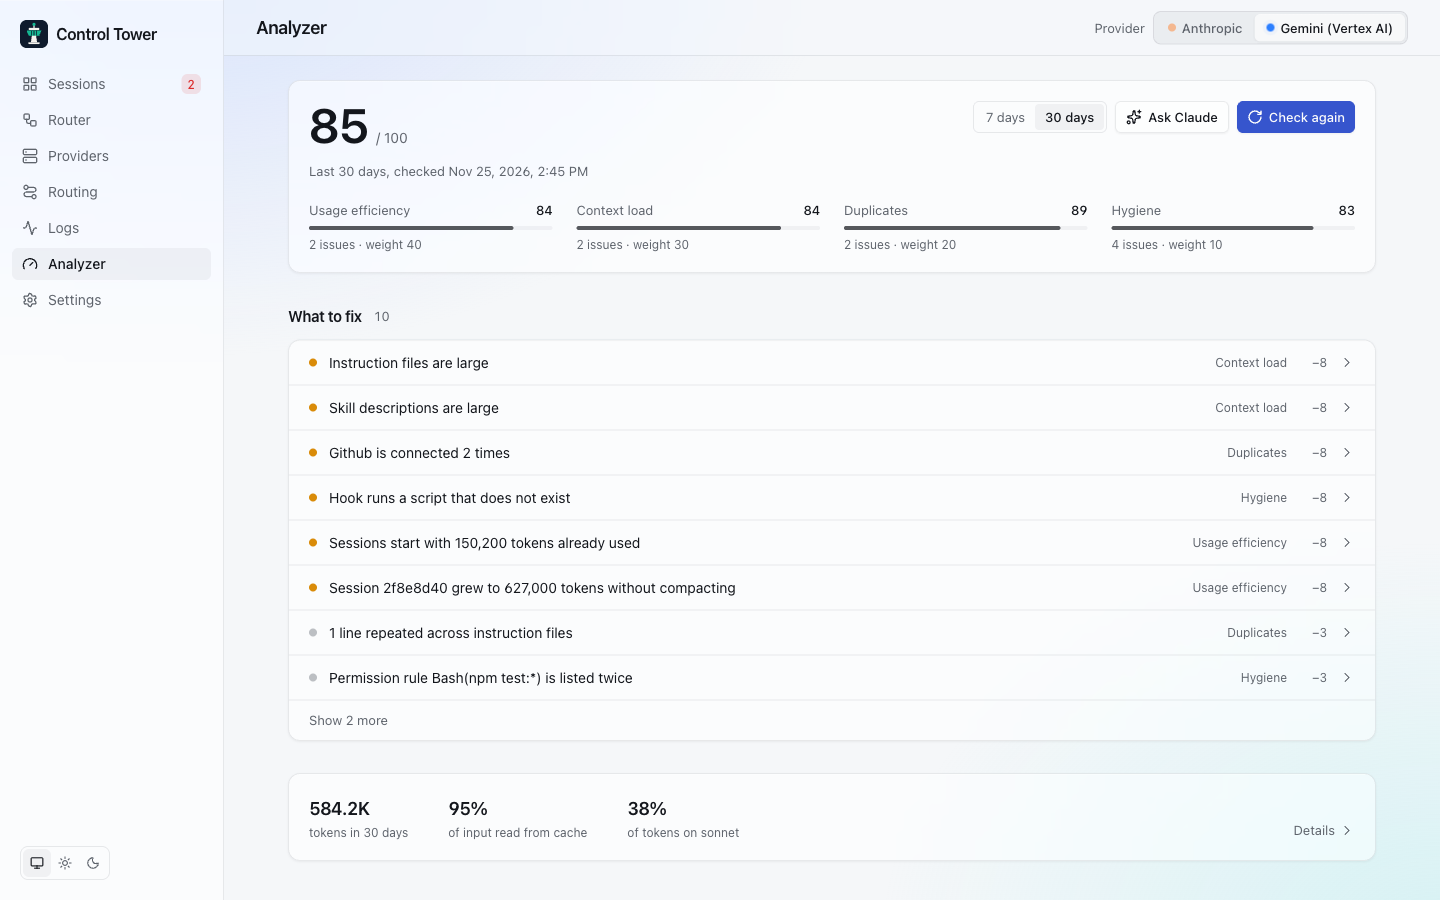 Control Tower
Sessions 2
Router
Providers
Routing
Logs
Analyzer
Settings
Analyzer
Provider Anthropic Gemini (Vertex AI)
85 / 100
7 days 30 days Ask Claude Check again
Last 30 days, checked Nov 25, 2026, 2:45 PM
Usage efficiency 84
2 issues · weight 40
Context load 84
2 issues · weight 30
Duplicates 89
2 issues · weight 20
Hygiene 83
4 issues · weight 10
What to fix 10
Instruction files are large Context load −8
Skill descriptions are large Context load −8
Github is connected 2 times Duplicates −8
Hook runs a script that does not exist Hygiene −8
Sessions start with 150,200 tokens already used Usage efficiency −8
Session 2f8e8d40 grew to 627,000 tokens without compacting Usage efficiency −8
1 line repeated across instruction files Duplicates −3
Permission rule Bash(npm test:*) is listed twice Hygiene −3
Show 2 more
584.2K
tokens in 30 days
95%
of input read from cache
38%
of tokens on sonnet
Details